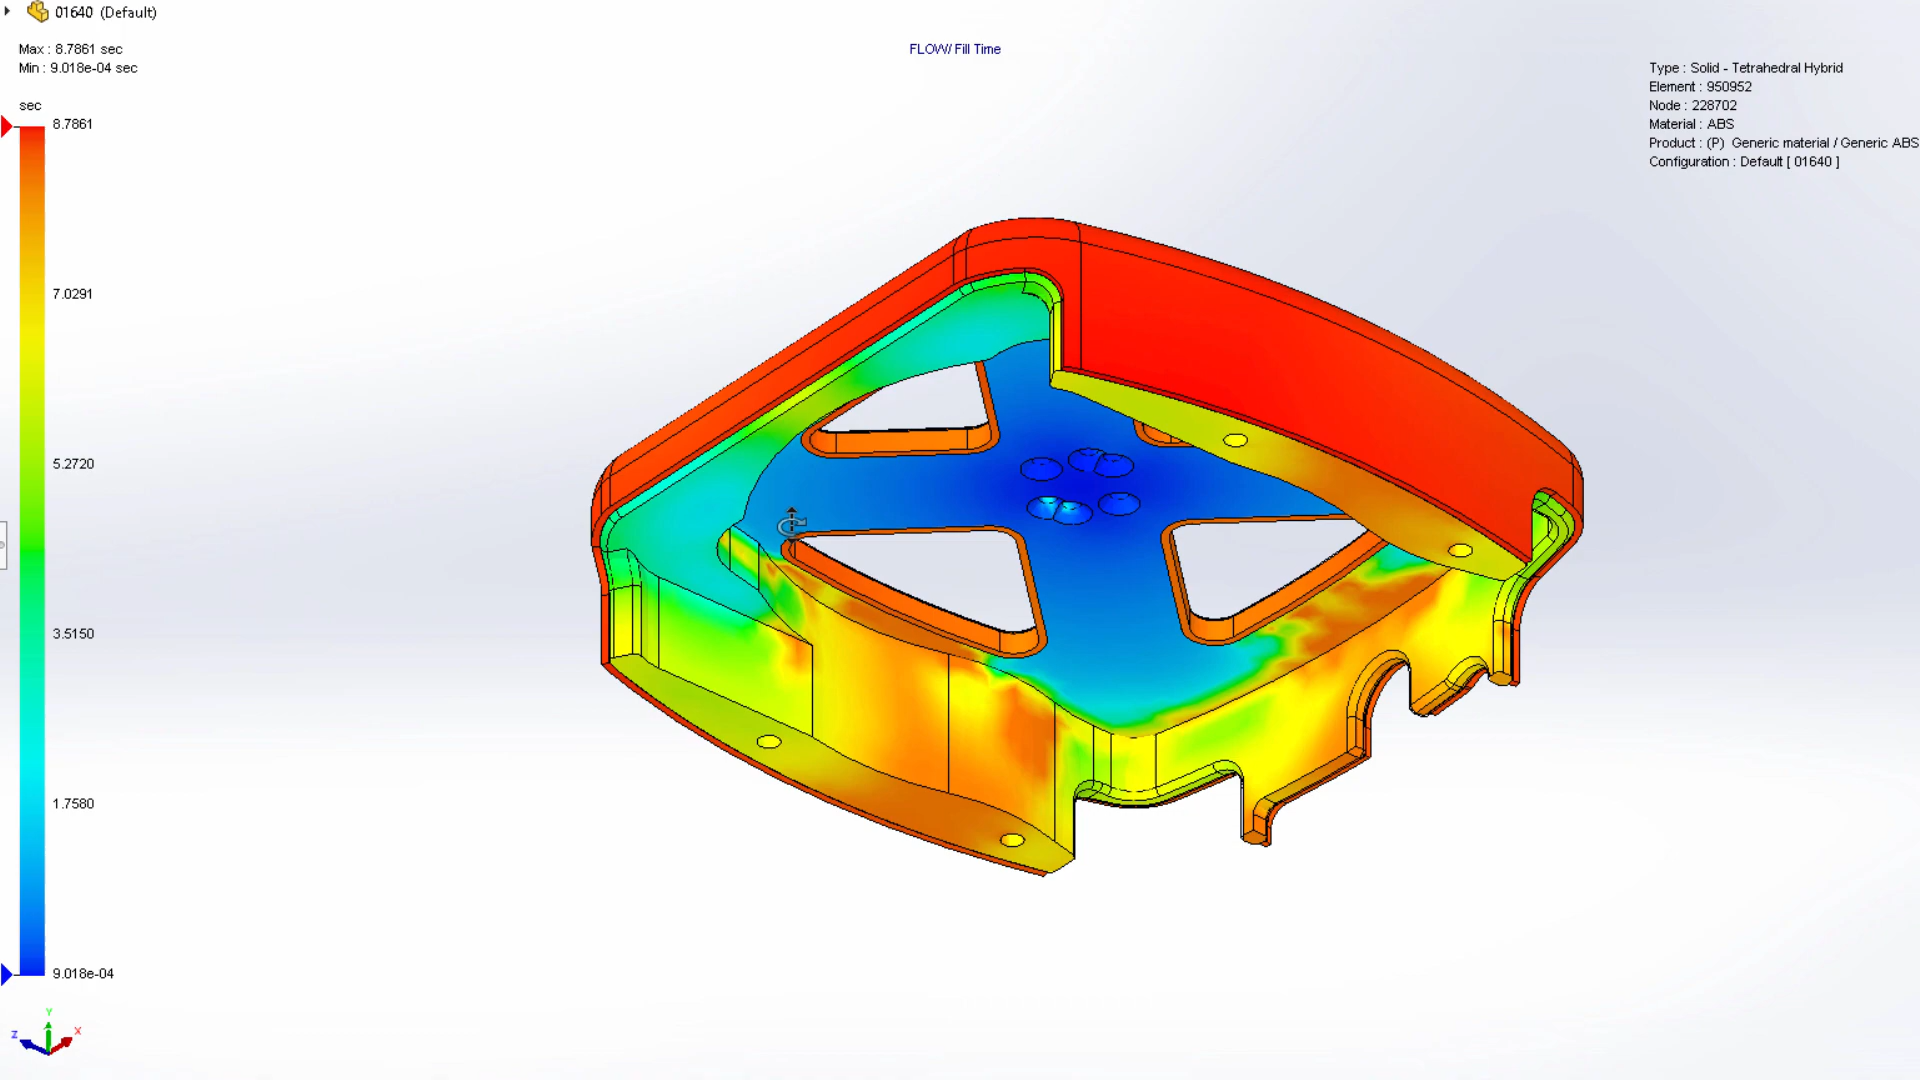 01640 (Default)
Max : 8.7861 sec
Min : 9.018e-04 sec
FLOW/ Fill Time
Type : Solid - Tetrahedral Hybrid
Element : 950952
Node : 228702
Material : ABS
Product : (P) Generic material / Generic ABS
Configuration : Default [ 01640 ]
sec
8.7861
7.0291
5.2720
3.5150
1.7580
9.018e-04
Y
Z
X